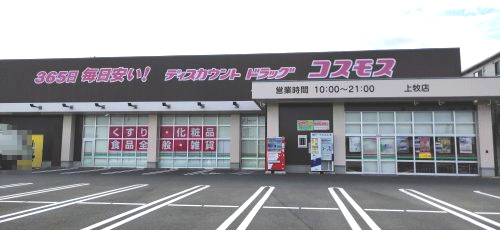 365日 毎日安い! ディスカウント ドラッグ コスモス
営業時間 10:00〜21:00 上牧店
くすり・化粧品
食品全般・雑貨